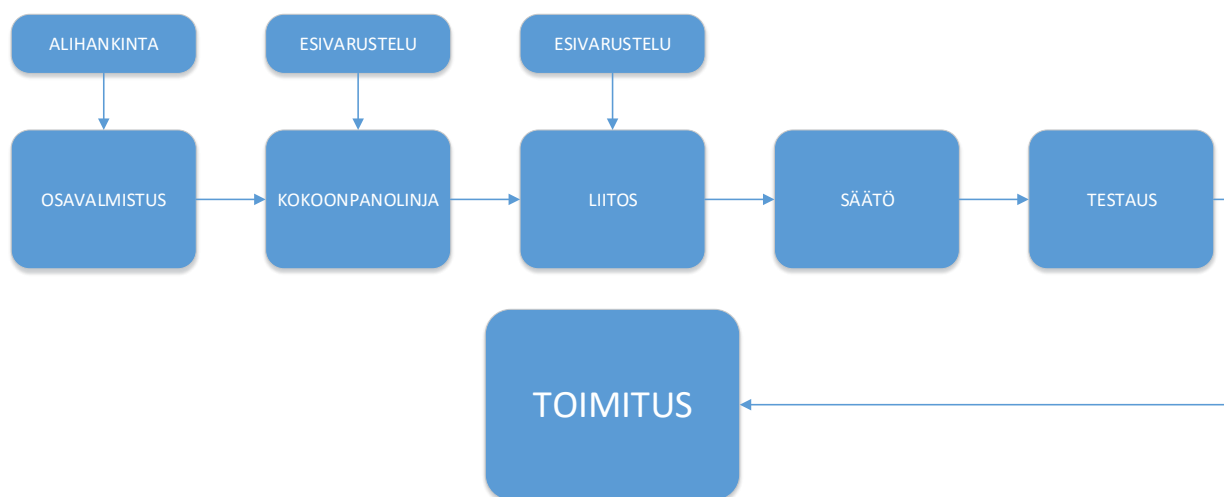 ALIHANKINTA
ESIVARUSTELU
ESIVARUSTELU
OSAVALMISTUS
KOKOONPANOLINJA
LIITOS
SÄÄTÖ
TESTAUS
TOIMITUS